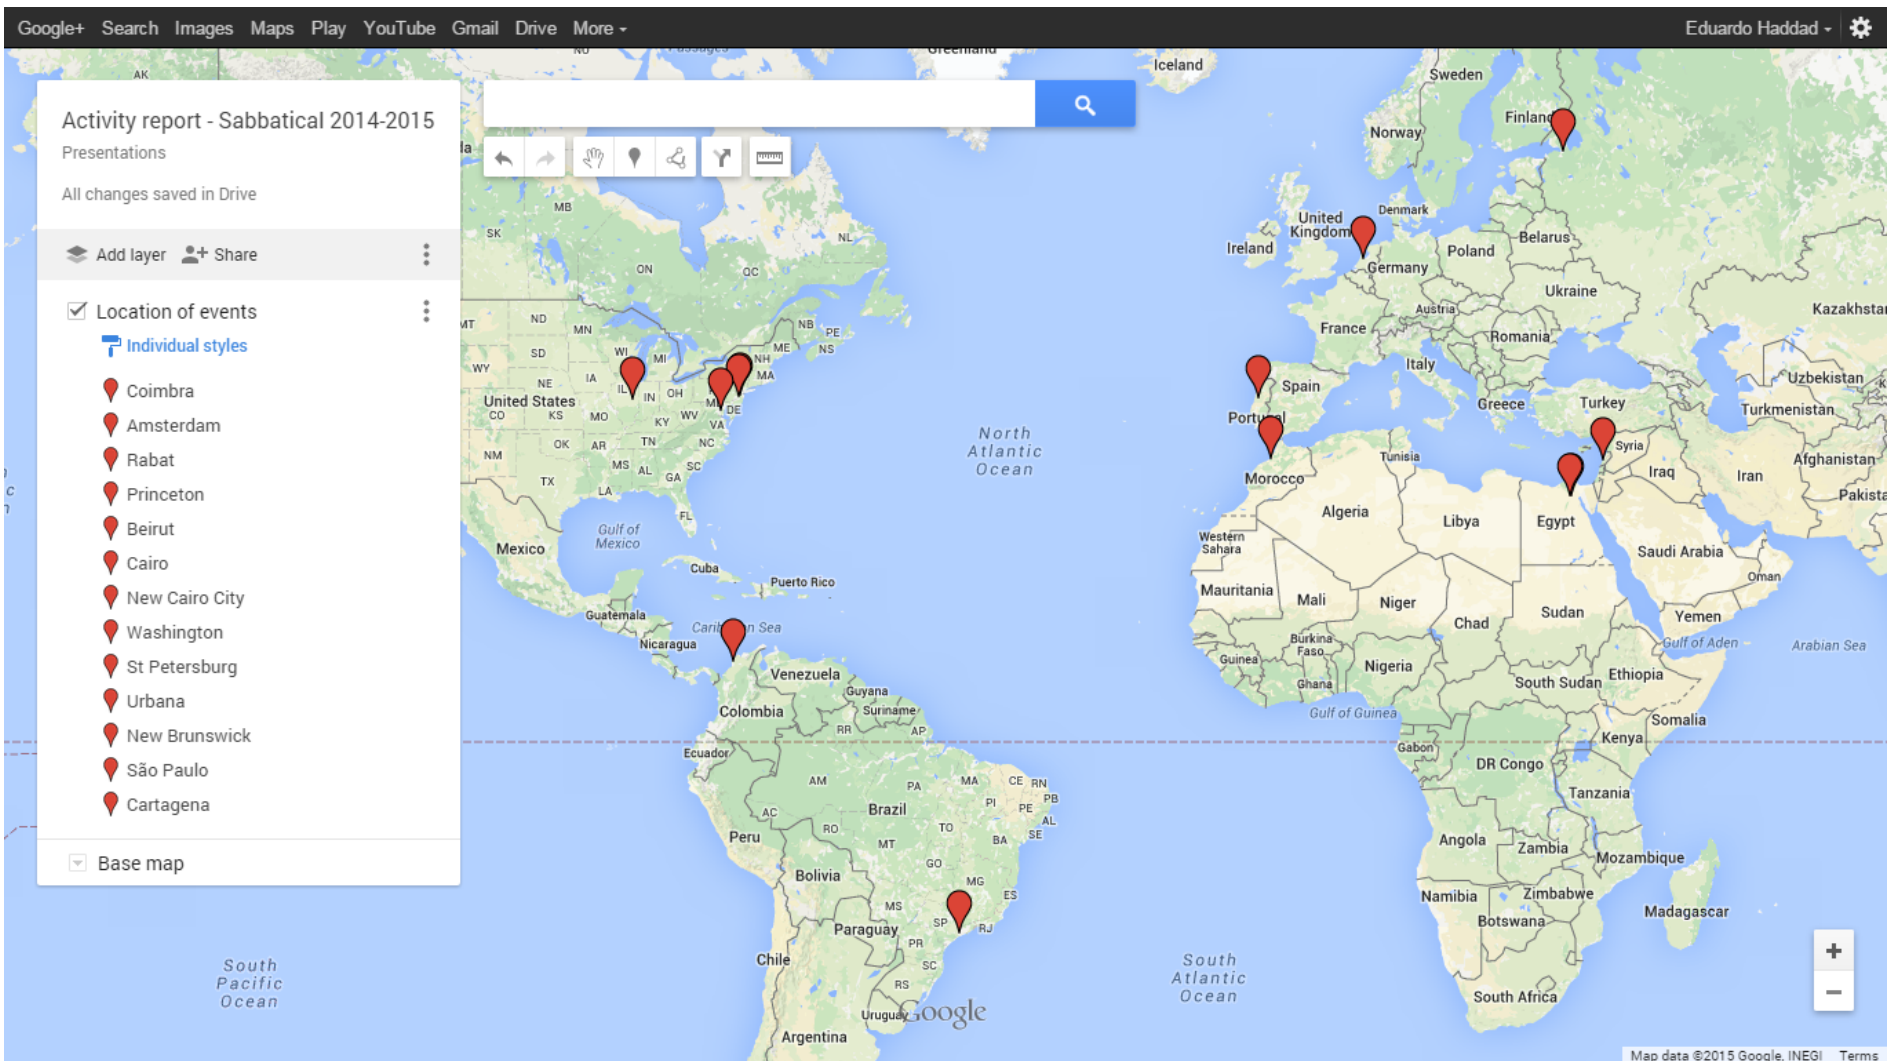 Google+ Search Images Maps Play YouTube Gmail Drive More
Eduardo Haddad
Activity report - Sabbatical 2014-2015
Presentations
All changes saved in Drive
Add layer Share
Location of events
Individual styles
Coimbra
Amsterdam
Rabat
Princeton
Beirut
Cairo
New Cairo City
Washington
St Petersburg
Urbana
New Brunswick
São Paulo
Cartagena
Base map
AK
NU
Greenland
Iceland
Sweden
Finland
Norway
MB
SK
NL
ON
QC
United
Kingdom
Ireland
Denmark
Belarus
Poland
Germany
Ukraine
Kazakhstan
Austria
France
Romania
Italy
MT
ND
MN
NB
PE
ME
NS
SD
WI
MI
NH
MA
WY
IA
NE
IL
IN
OH
United States
CO
KS
MO
KY
WV
DE
VA
OK
AR
TN
NC
NM
MS
AL
SC
GA
TX
LA
FL
Spain
Portugal
Greece
Turkey
Uzbekistan
Turkmenistan
Syria
Tunisia
Iraq
Iran
Afghanistan
Morocco
Algeria
Libya
Egypt
North
Atlantic
Ocean
Gulf of
Mexico
Mexico
Western
Sahara
Saudi Arabia
Oman
Cuba
Puerto Rico
Mauritania
Mali
Niger
Chad
Sudan
Yemen
Guatemala
Caribbean Sea
Nicaragua
Burkina
Faso
Guinea
Gulf of Aden
Arabian Sea
Nigeria
Ghana
South Sudan
Ethiopia
Venezuela
Guyana
Suriname
Colombia
Gulf of Guinea
Somalia
RR
AP
Ecuador
Gabon
Kenya
DR Congo
AM
PA
MA
CE
RN
PB
PI
PE
AL
SE
Tanzania
Brazil
AC
RO
TO
BA
Peru
MT
GO
Angola
Zambia
Mozambique
Bolivia
MG
ES
Namibia
Zimbabwe
MS
SP
RJ
Botswana
Madagascar
Paraguay
PR
SC
Chile
South
Pacific
Ocean
South
Atlantic
Ocean
RS
South Africa
Uruguay
Google
Argentina
Map data ©2015 Google, INEGI Terms